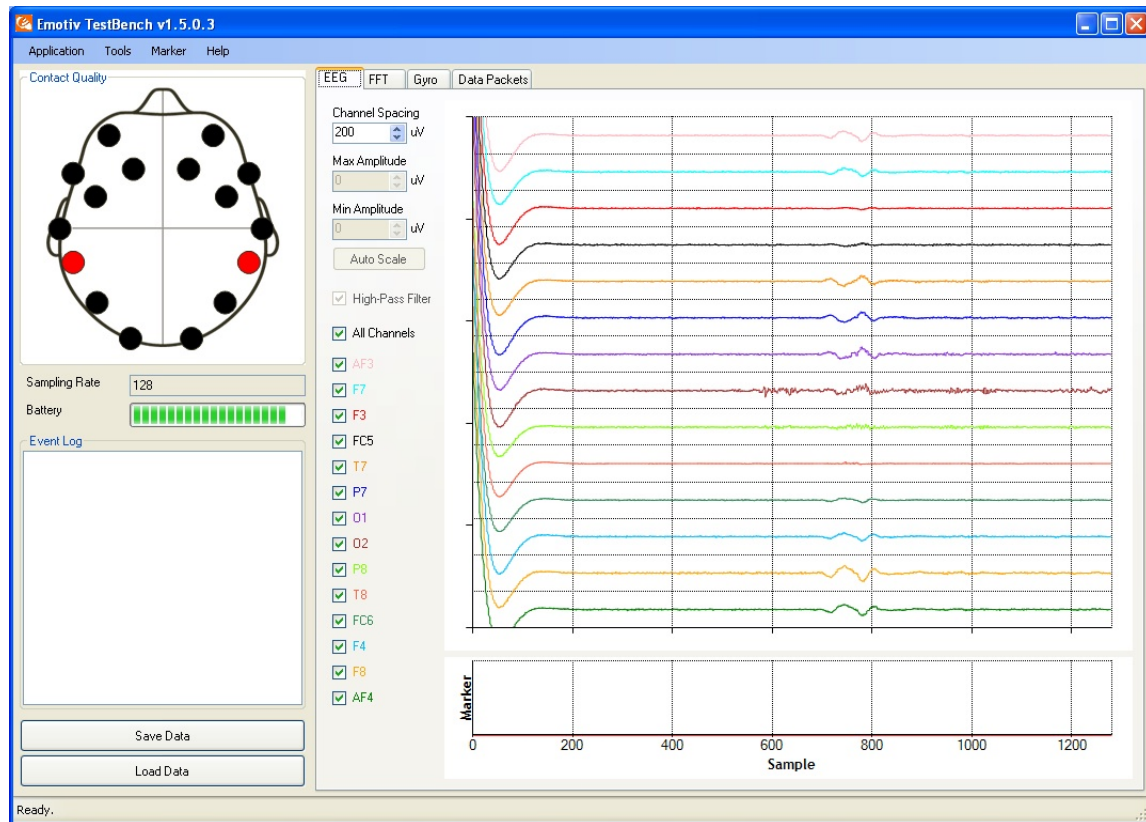 Emotiv TestBench v1.5.0.3
Application Tools Marker Help
Contact Quality
Sampling Rate 128
Battery
Event Log
Save Data
Load Data
EEG FFT Gyro Data Packets
Channel Spacing
200 uV
Max Amplitude
0 uV
Min Amplitude
0 uV
Auto Scale
High-Pass Filter
All Channels
AF3
F7
F3
FC5
T7
P7
O1
O2
P8
T8
FC6
F4
F8
AF4
Marker
0 200 400 600 800 1000 1200
Sample
Ready.